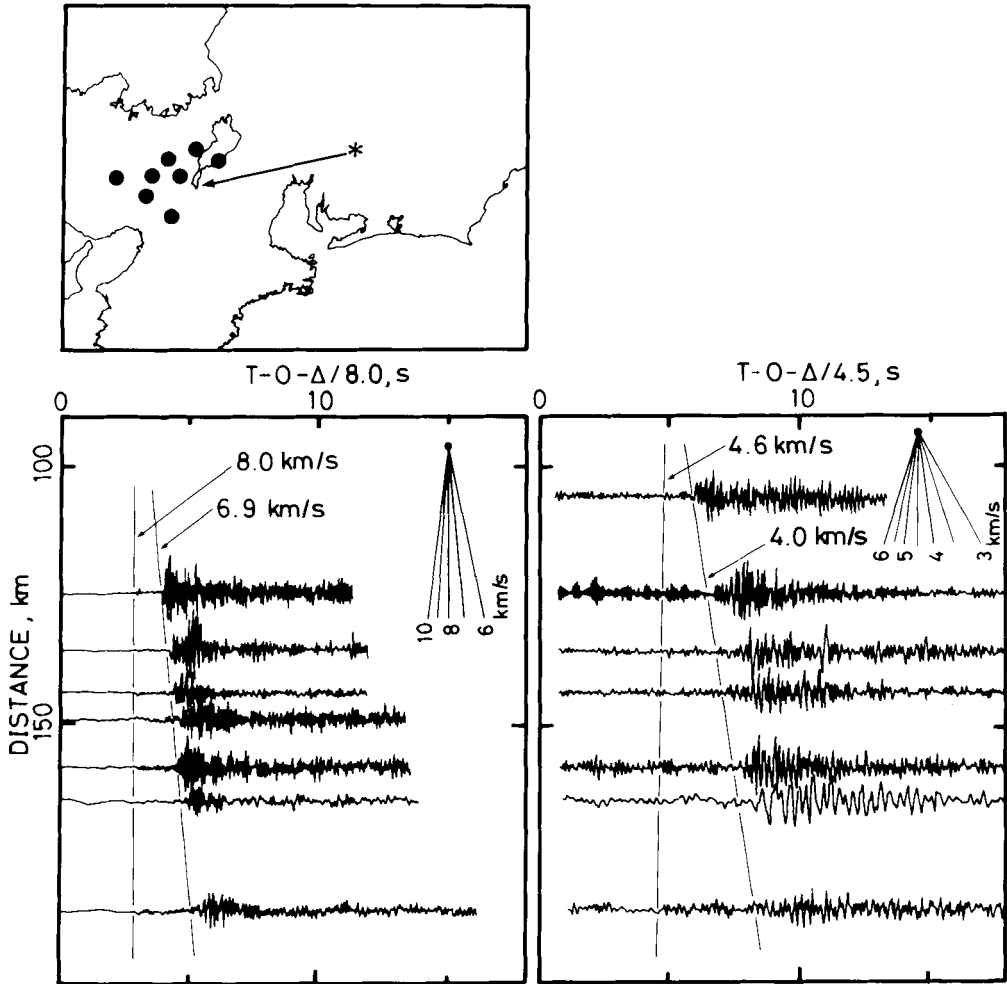 *
T-O-Δ/8.0, s
0 10
DISTANCE, km
100
150
8.0 km/s
6.9 km/s
10 8 6 km/s
T-O-Δ/4.5, s
0 10
4.6 km/s
4.0 km/s
6 5 4 3 km/s